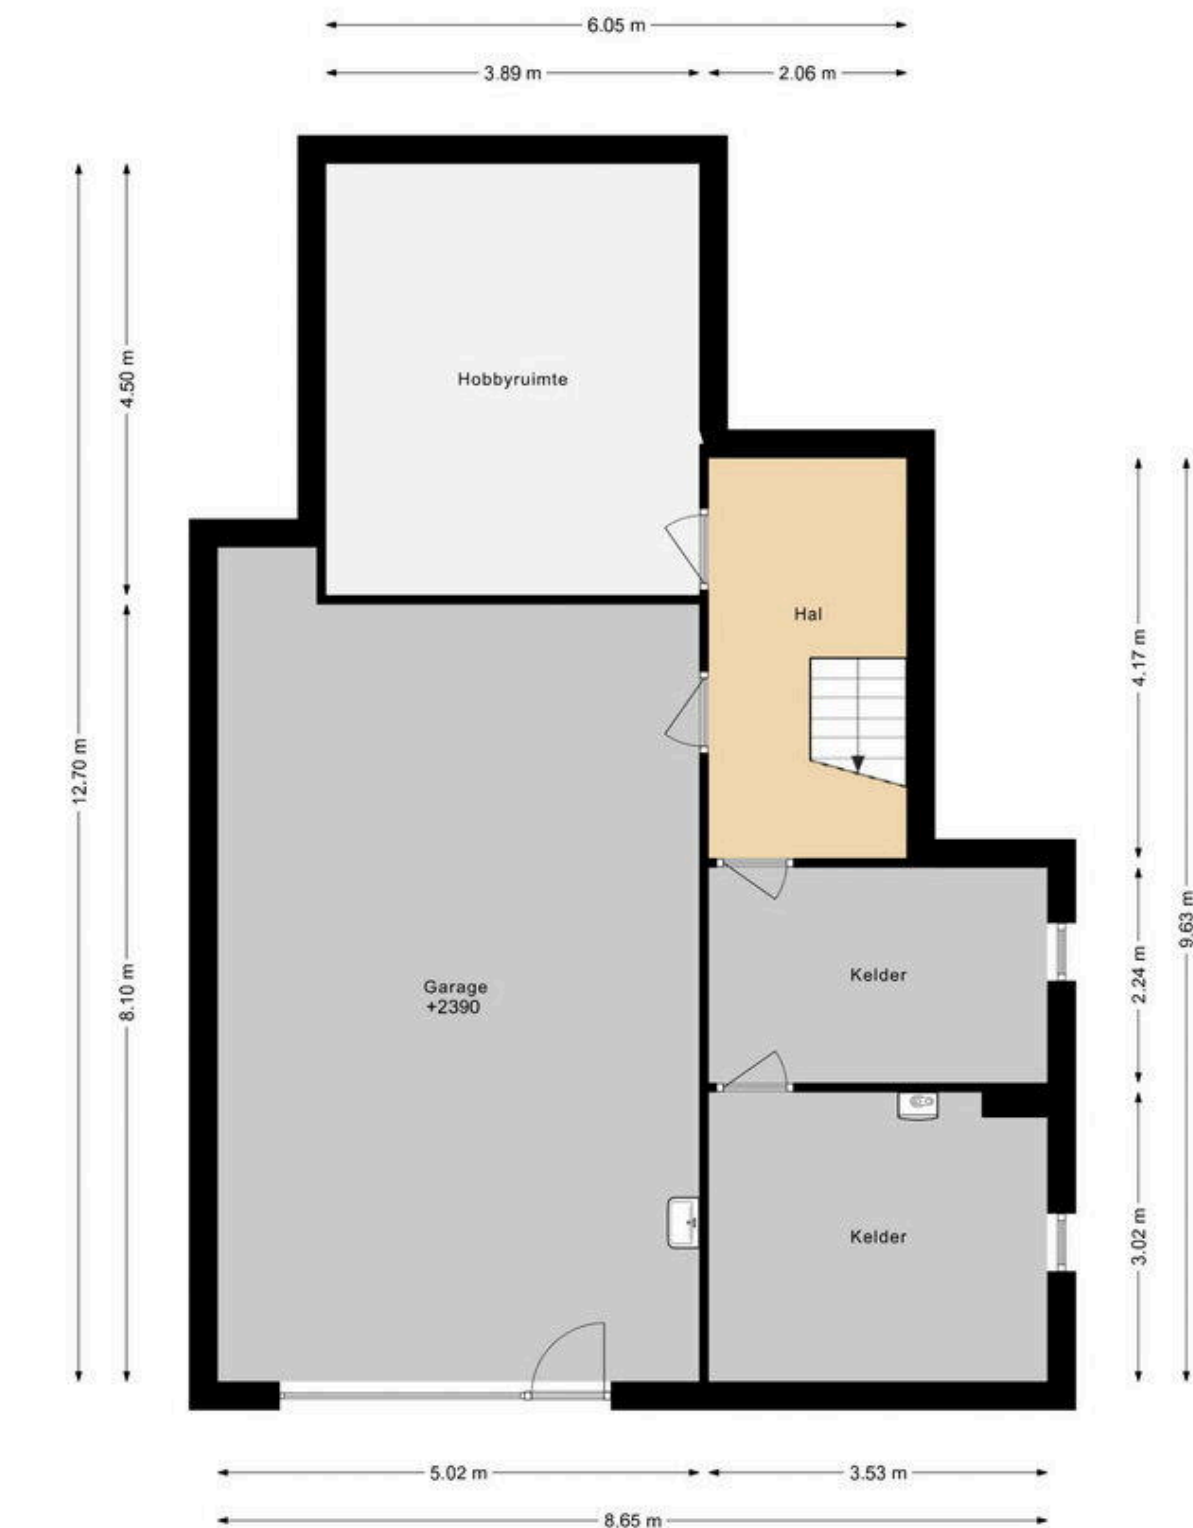 6.05 m
3.89 m
2.06 m
4.50 m
Hobbyruimte
Hal
4.17 m
12.70 m
9.63 m
Kelder
2.24 m
Garage
+2390
8.10 m
Kelder
3.02 m
5.02 m
3.53 m
8.65 m